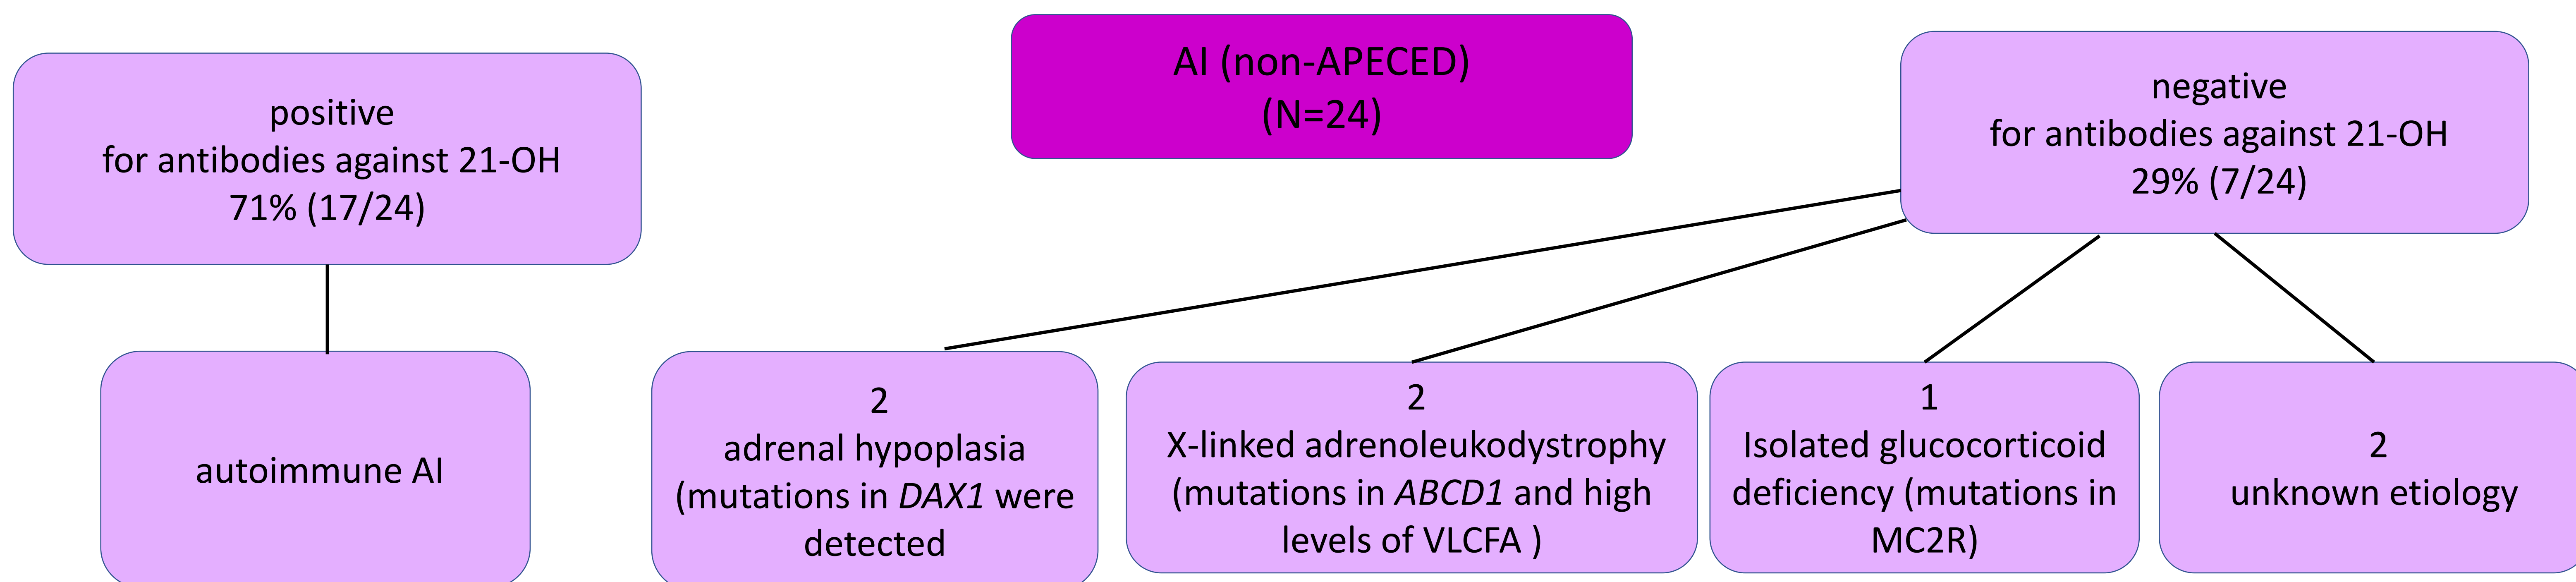 AI (non-APECED)
(N=24)
positive
for antibodies against 21-OH
71% (17/24)
negative
for antibodies against 21-OH
29% (7/24)
autoimmune AI
2
adrenal hypoplasia
(mutations in DAX1 were
detected
2
X-linked adrenoleukodystrophy
(mutations in ABCD1 and high
levels of VLCFA )
1
Isolated glucocorticoid
deficiency (mutations in
MC2R)
2
unknown etiology